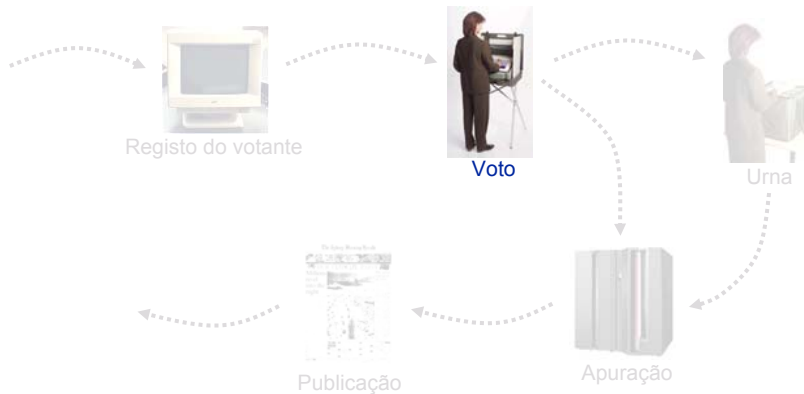 Registo do votante
Voto
Urna
Publicação
Apuração